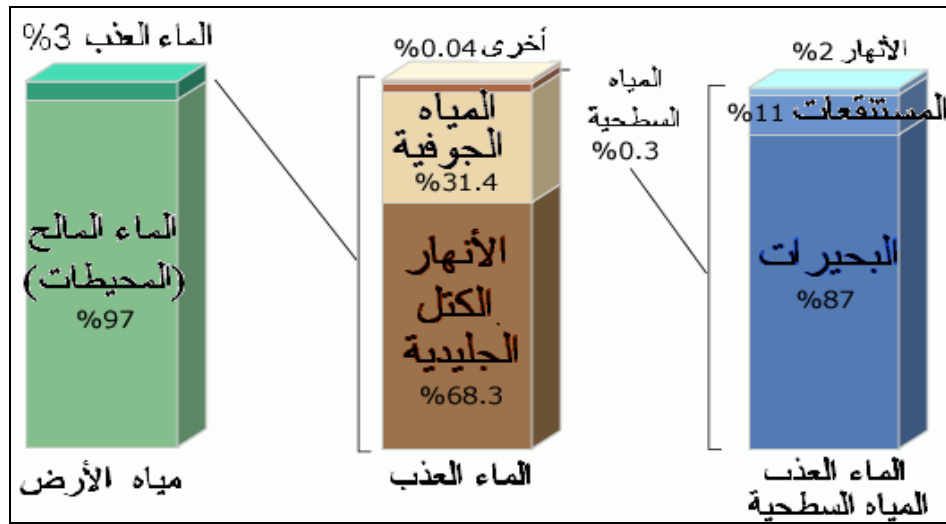 الماء العذب 3%
الماء المالح
(المحيطات)
%97
مياه الأرض
أخرى 0.04%
المياه
الجوفية
%31.4
الأنهار
الكتل
الجليدية
%68.3
الماء العذب
المياه
السطحية
%0.3
الأنهار 2%
المستنقعات 11%
البحيرات
%87
الماء العذب
المياه السطحية